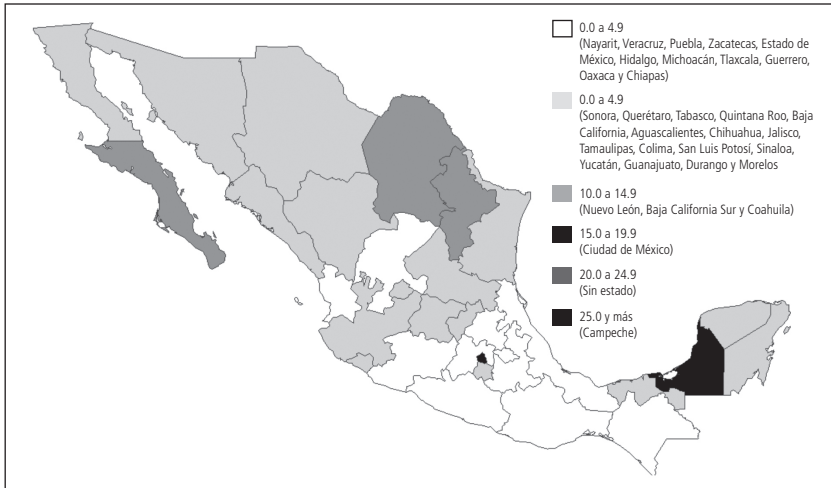 0.0 a 4.9
(Nayarit, Veracruz, Puebla, Zacatecas, Estado de
México, Hidalgo, Michoacán, Tlaxcala, Guerrero,
Oaxaca y Chiapas)
0.0 a 4.9
(Sonora, Querétaro, Tabasco, Quintana Roo, Baja
California, Aguascalientes, Chihuahua, Jalisco,
Tamaulipas, Colima, San Luis Potosí, Sinaloa,
Yucatán, Guanajuato, Durango y Morelos
10.0 a 14.9
(Nuevo León, Baja California Sur y Coahuila)
15.0 a 19.9
(Ciudad de México)
20.0 a 24.9
(Sin estado)
25.0 y más
(Campeche)